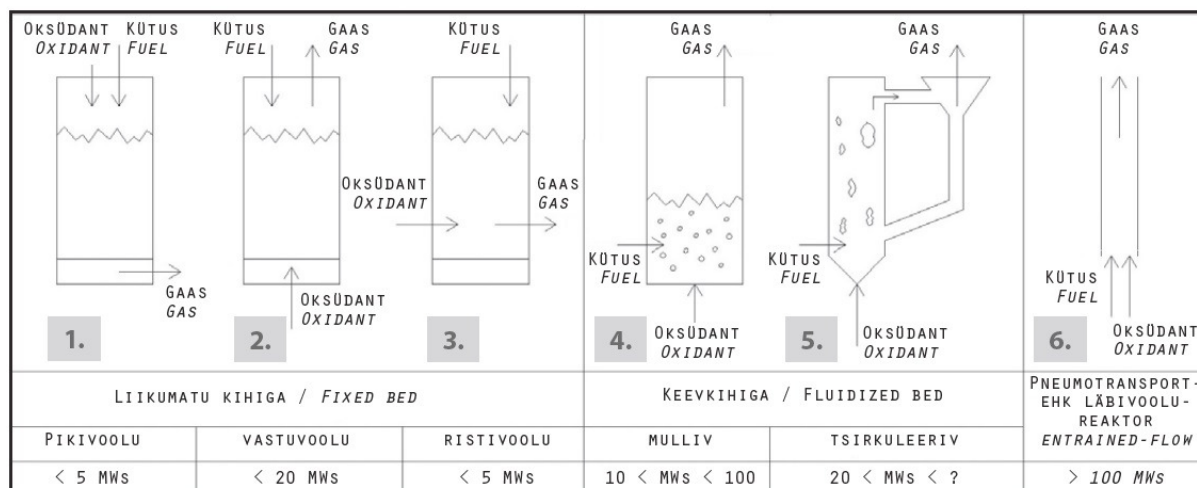 OKSÜDANT
OXIDANT
KÜTUS
FUEL
GAAS
GAS
1.
KÜTUS
FUEL
GAAS
GAS
OKSÜDANT
OXIDANT
2.
KÜTUS
FUEL
OKSÜDANT
OXIDANT
GAAS
GAS
3.
GAAS
GAS
KÜTUS
FUEL
OKSÜDANT
OXIDANT
4.
GAAS
GAS
KÜTUS
FUEL
OKSÜDANT
OXIDANT
5.
GAAS
GAS
KÜTUS
FUEL
OKSÜDANT
OXIDANT
6.
LIIKUMATU KIHIGA / FIXED BED
KEEVKIHIGA / FLUIDIZED BED
PNEUMOTRANSPORT-
EHK LÄBIVOOLU-
REAKTOR
ENTRAINED-FLOW
PIKIVOOLU
VASTUVOOLU
RISTIVOOLU
MULLIV
TSIRKULEERIV
< 5 MWs
< 20 MWs
< 5 MWs
10 < MWs < 100
20 < MWs < ?
> 100 MWs